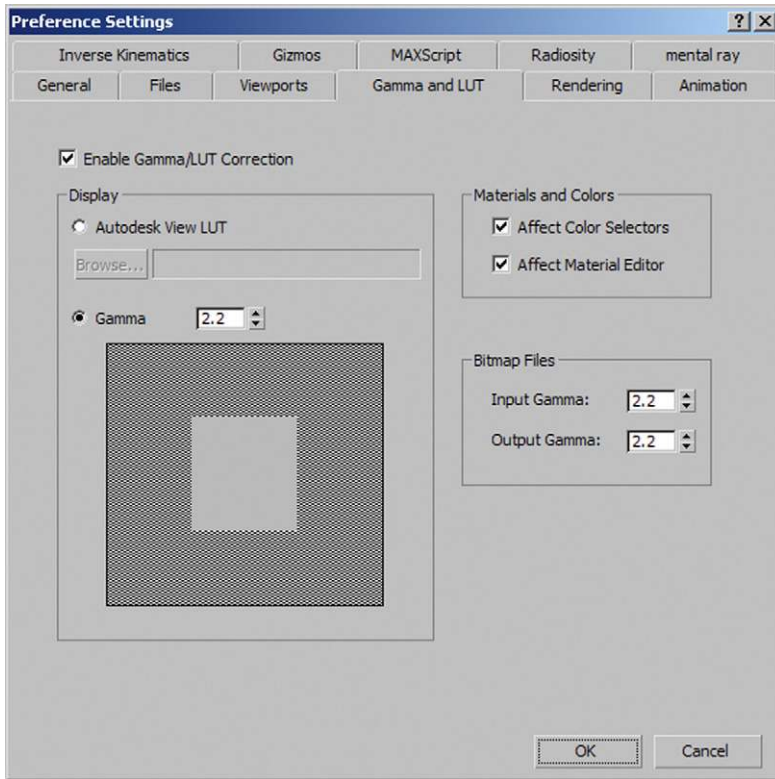 Preference Settings
Inverse Kinematics Gizmos MAXScript Radiosity mental ray
General Files Viewports Gamma and LUT Rendering Animation
Enable Gamma/LUT Correction
Display
Autodesk View LUT
Browse...
Gamma 2.2
Materials and Colors
Affect Color Selectors
Affect Material Editor
Bitmap Files
Input Gamma: 2.2
Output Gamma: 2.2
OK Cancel